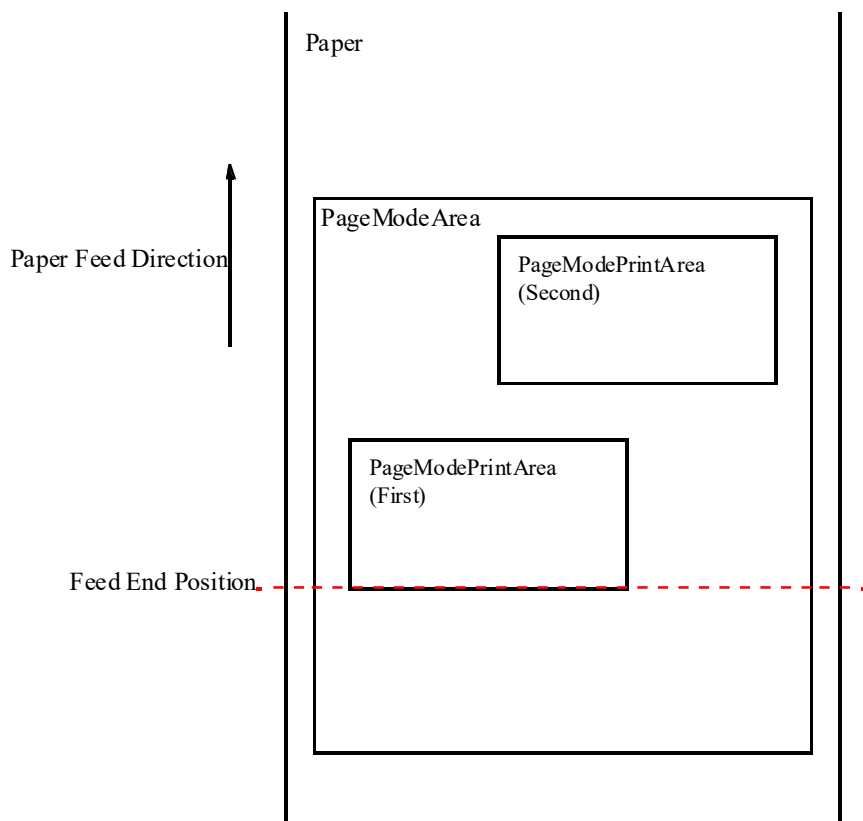 Paper
PageModeArea
Paper Feed Direction
PageModePrintArea
(Second)
PageModePrintArea
(First)
Feed End Position